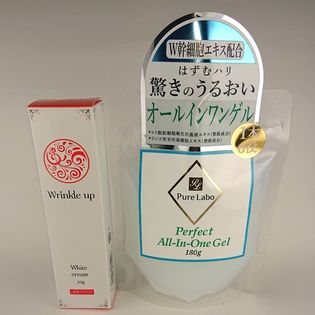 Wrinkle up
White
cream
30g
W幹細胞エキス配合
はずむハリ
驚きのうるおい
オールインワンゲル
Pure Labo
Perfect
All-In-One Gel
180g